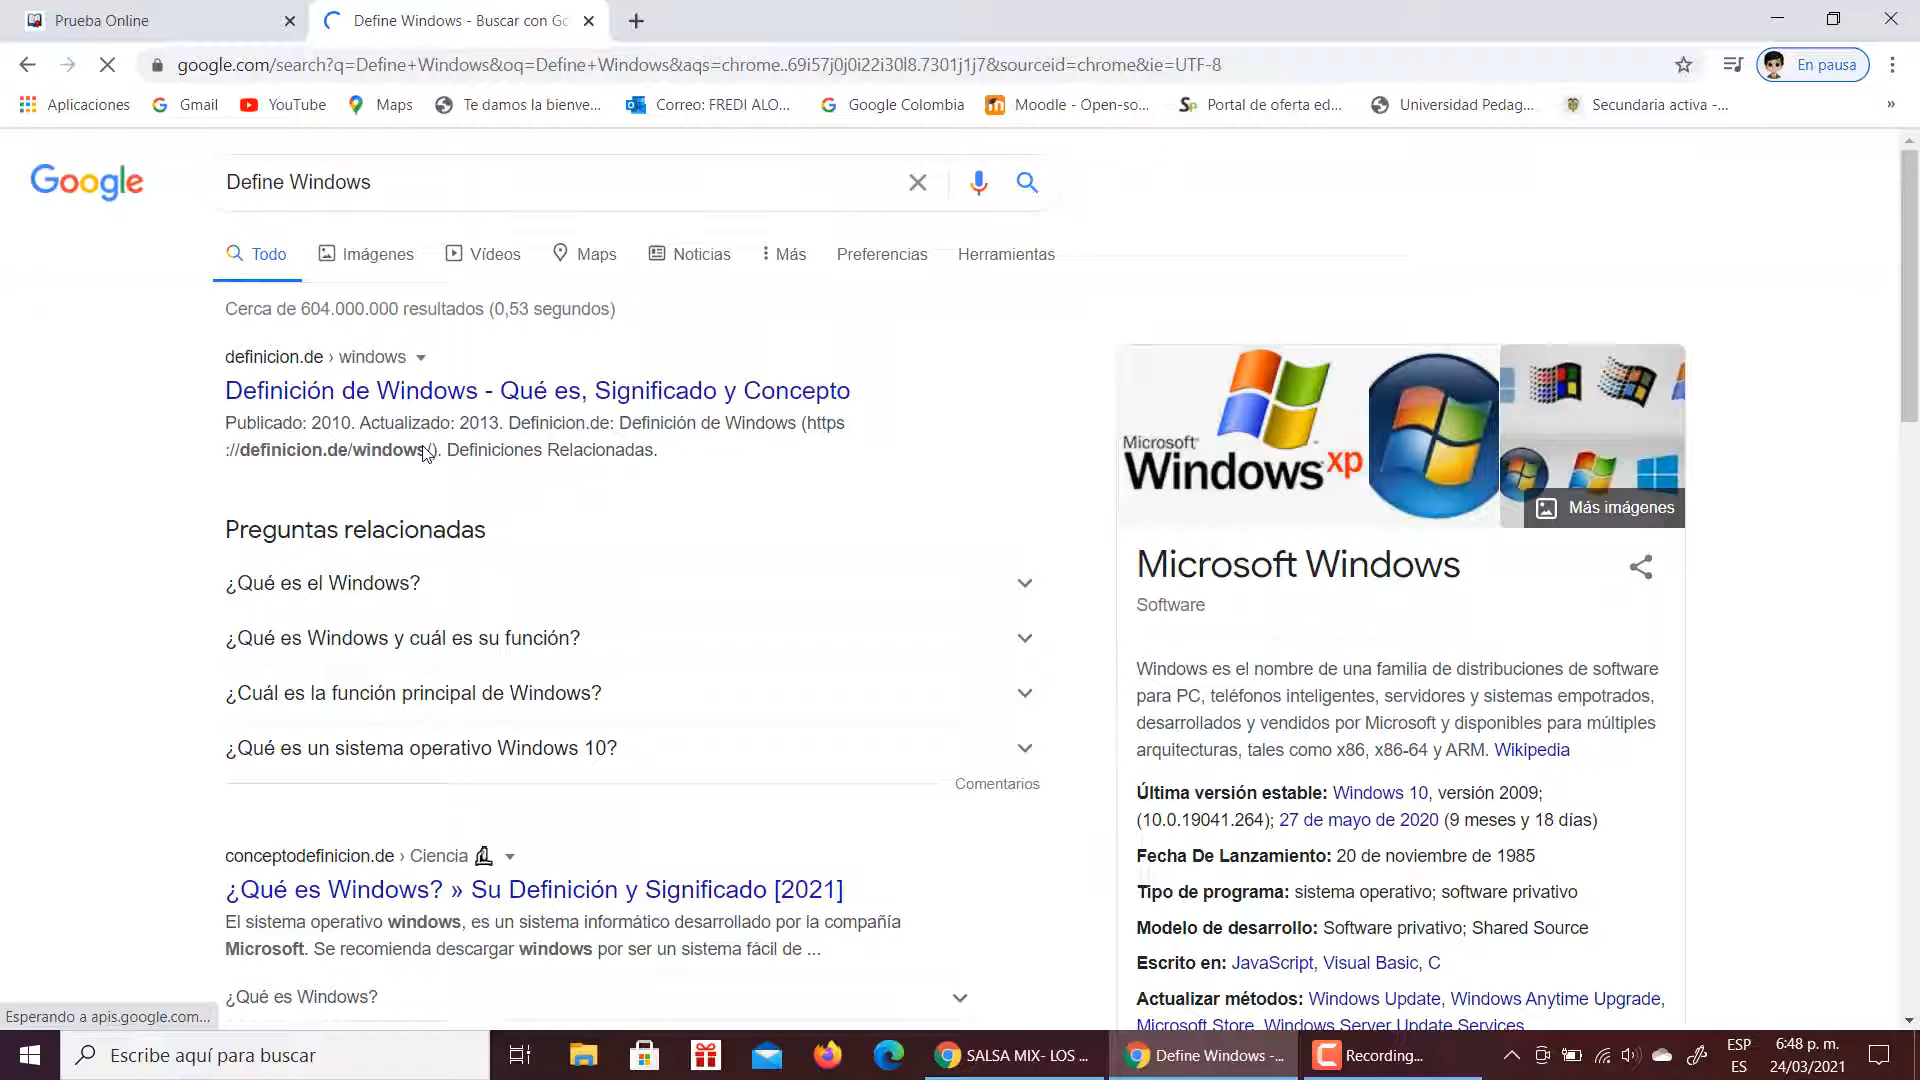 Prueba Online
Define Windows - Buscar con Go
google.com/search?q=Define+Windows&oq=Define+Windows&aqs=chrome..69i57j0j0i22i30l8.7301j1j7&sourceid=chrome&ie=UTF-8
En pausa
Aplicaciones
Gmail
YouTube
Maps
Te damos la bienve...
Correo: FREDI ALO...
Google Colombia
Moodle - Open-so...
Portal de oferta ed...
Universidad Pedag...
Secundaria activa -...
»
Google
Define Windows
Todo
Imágenes
Vídeos
Maps
Noticias
Más
Preferencias
Herramientas
Cerca de 604.000.000 resultados (0,53 segundos)
definicion.de › windows
Definición de Windows - Qué es, Significado y Concepto
Publicado: 2010. Actualizado: 2013. Definicion.de: Definición de Windows (https
://definicion.de/windows/). Definiciones Relacionadas.
Preguntas relacionadas
¿Qué es el Windows?
¿Qué es Windows y cuál es su función?
¿Cuál es la función principal de Windows?
¿Qué es un sistema operativo Windows 10?
Comentarios
conceptodefinicion.de › Ciencia
¿Qué es Windows? » Su Definición y Significado [2021]
El sistema operativo windows, es un sistema informático desarrollado por la compañía
Microsoft. Se recomienda descargar windows por ser un sistema fácil de ...
¿Qué es Windows?
Microsoft
Windows xp
Más imágenes
Microsoft Windows
Software
Windows es el nombre de una familia de distribuciones de software
para PC, teléfonos inteligentes, servidores y sistemas empotrados,
desarrollados y vendidos por Microsoft y disponibles para múltiples
arquitecturas, tales como x86, x86-64 y ARM. Wikipedia
Última versión estable: Windows 10, versión 2009;
(10.0.19041.264); 27 de mayo de 2020 (9 meses y 18 días)
Fecha De Lanzamiento: 20 de noviembre de 1985
Tipo de programa: sistema operativo; software privativo
Modelo de desarrollo: Software privativo; Shared Source
Escrito en: JavaScript, Visual Basic, C
Actualizar métodos: Windows Update, Windows Anytime Upgrade,
Microsoft Store, Windows Server Update Services
Esperando a apis.google.com...
Escribe aquí para buscar
SALSA MIX- LOS ...
Define Windows -...
Recording...
ESP
ES
6:48 p. m.
24/03/2021